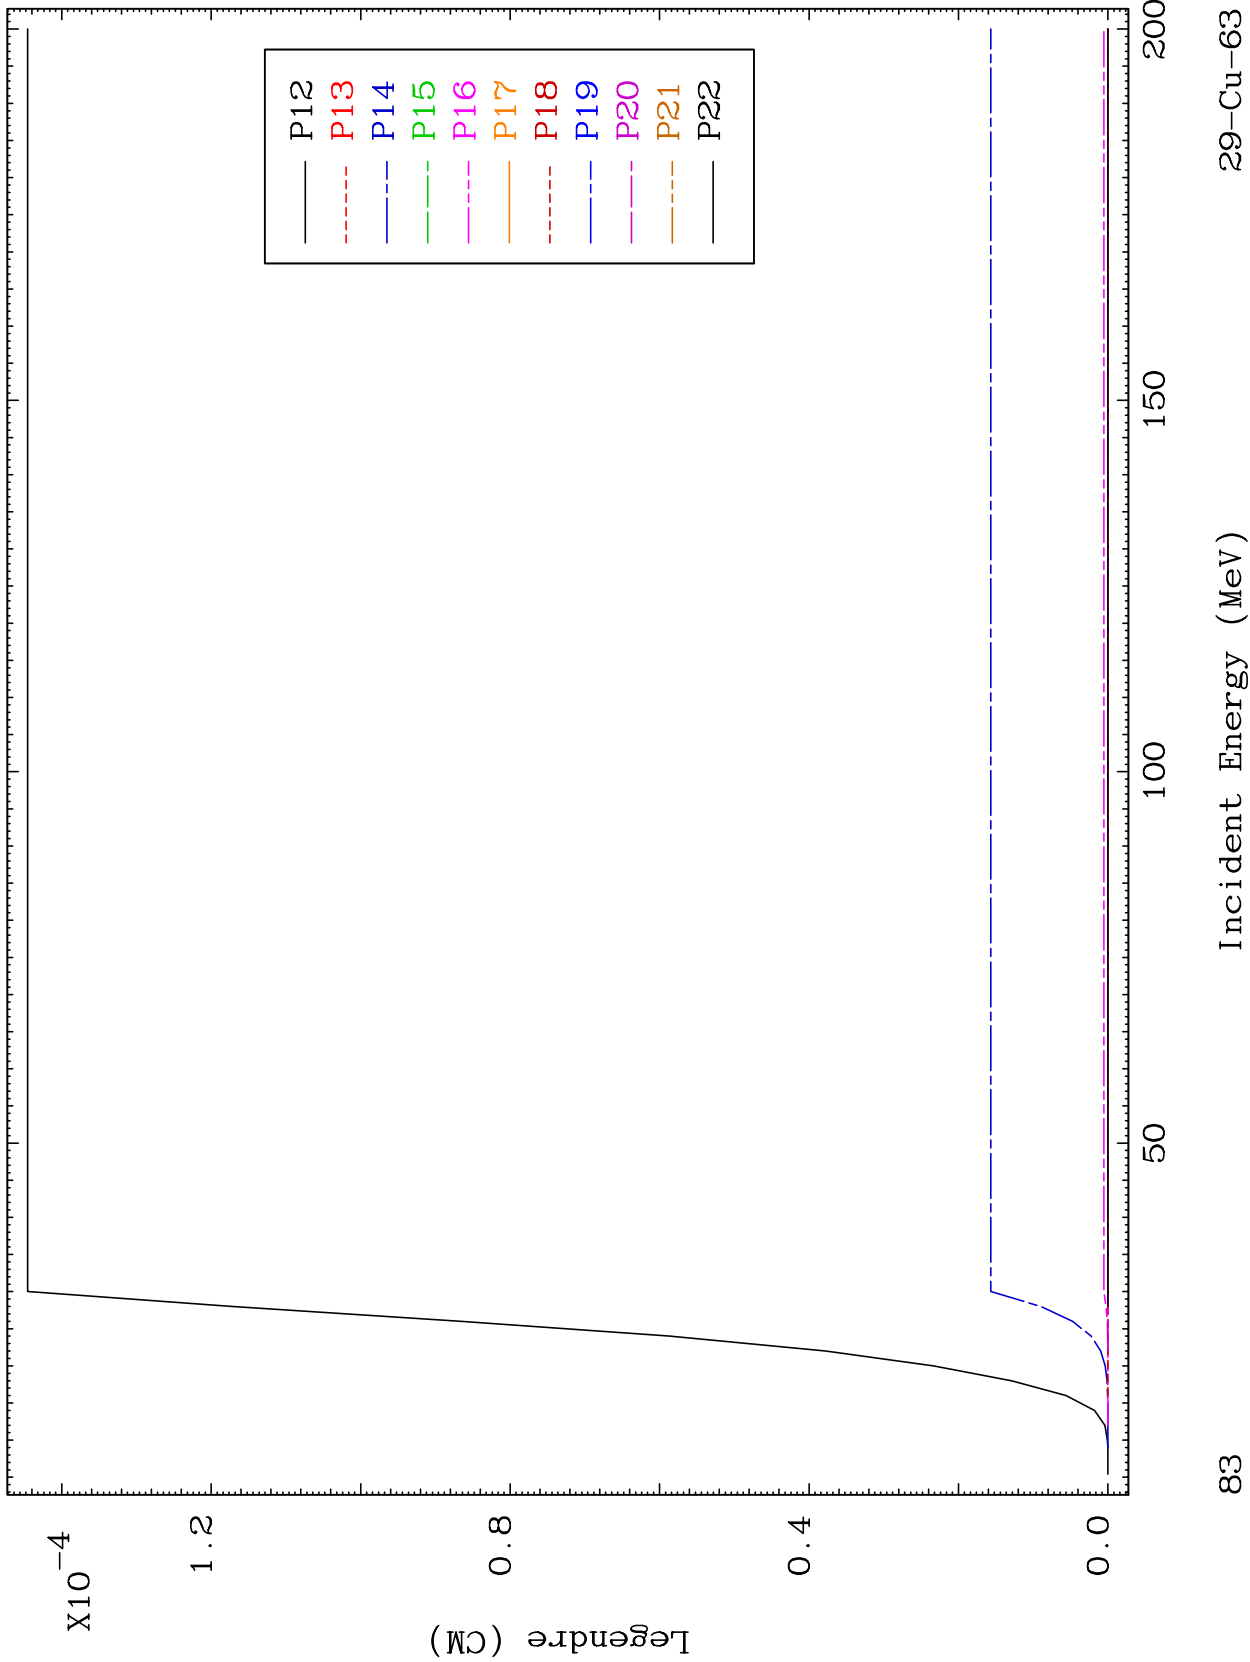 X10⁻⁴
1.2
0.8
0.4
0.0
Legendre (CM)
P12
P13
P14
P15
P16
P17
P18
P19
P20
P21
P22
50
100
150
200
83
Incident Energy (MeV)
29-Cu-63